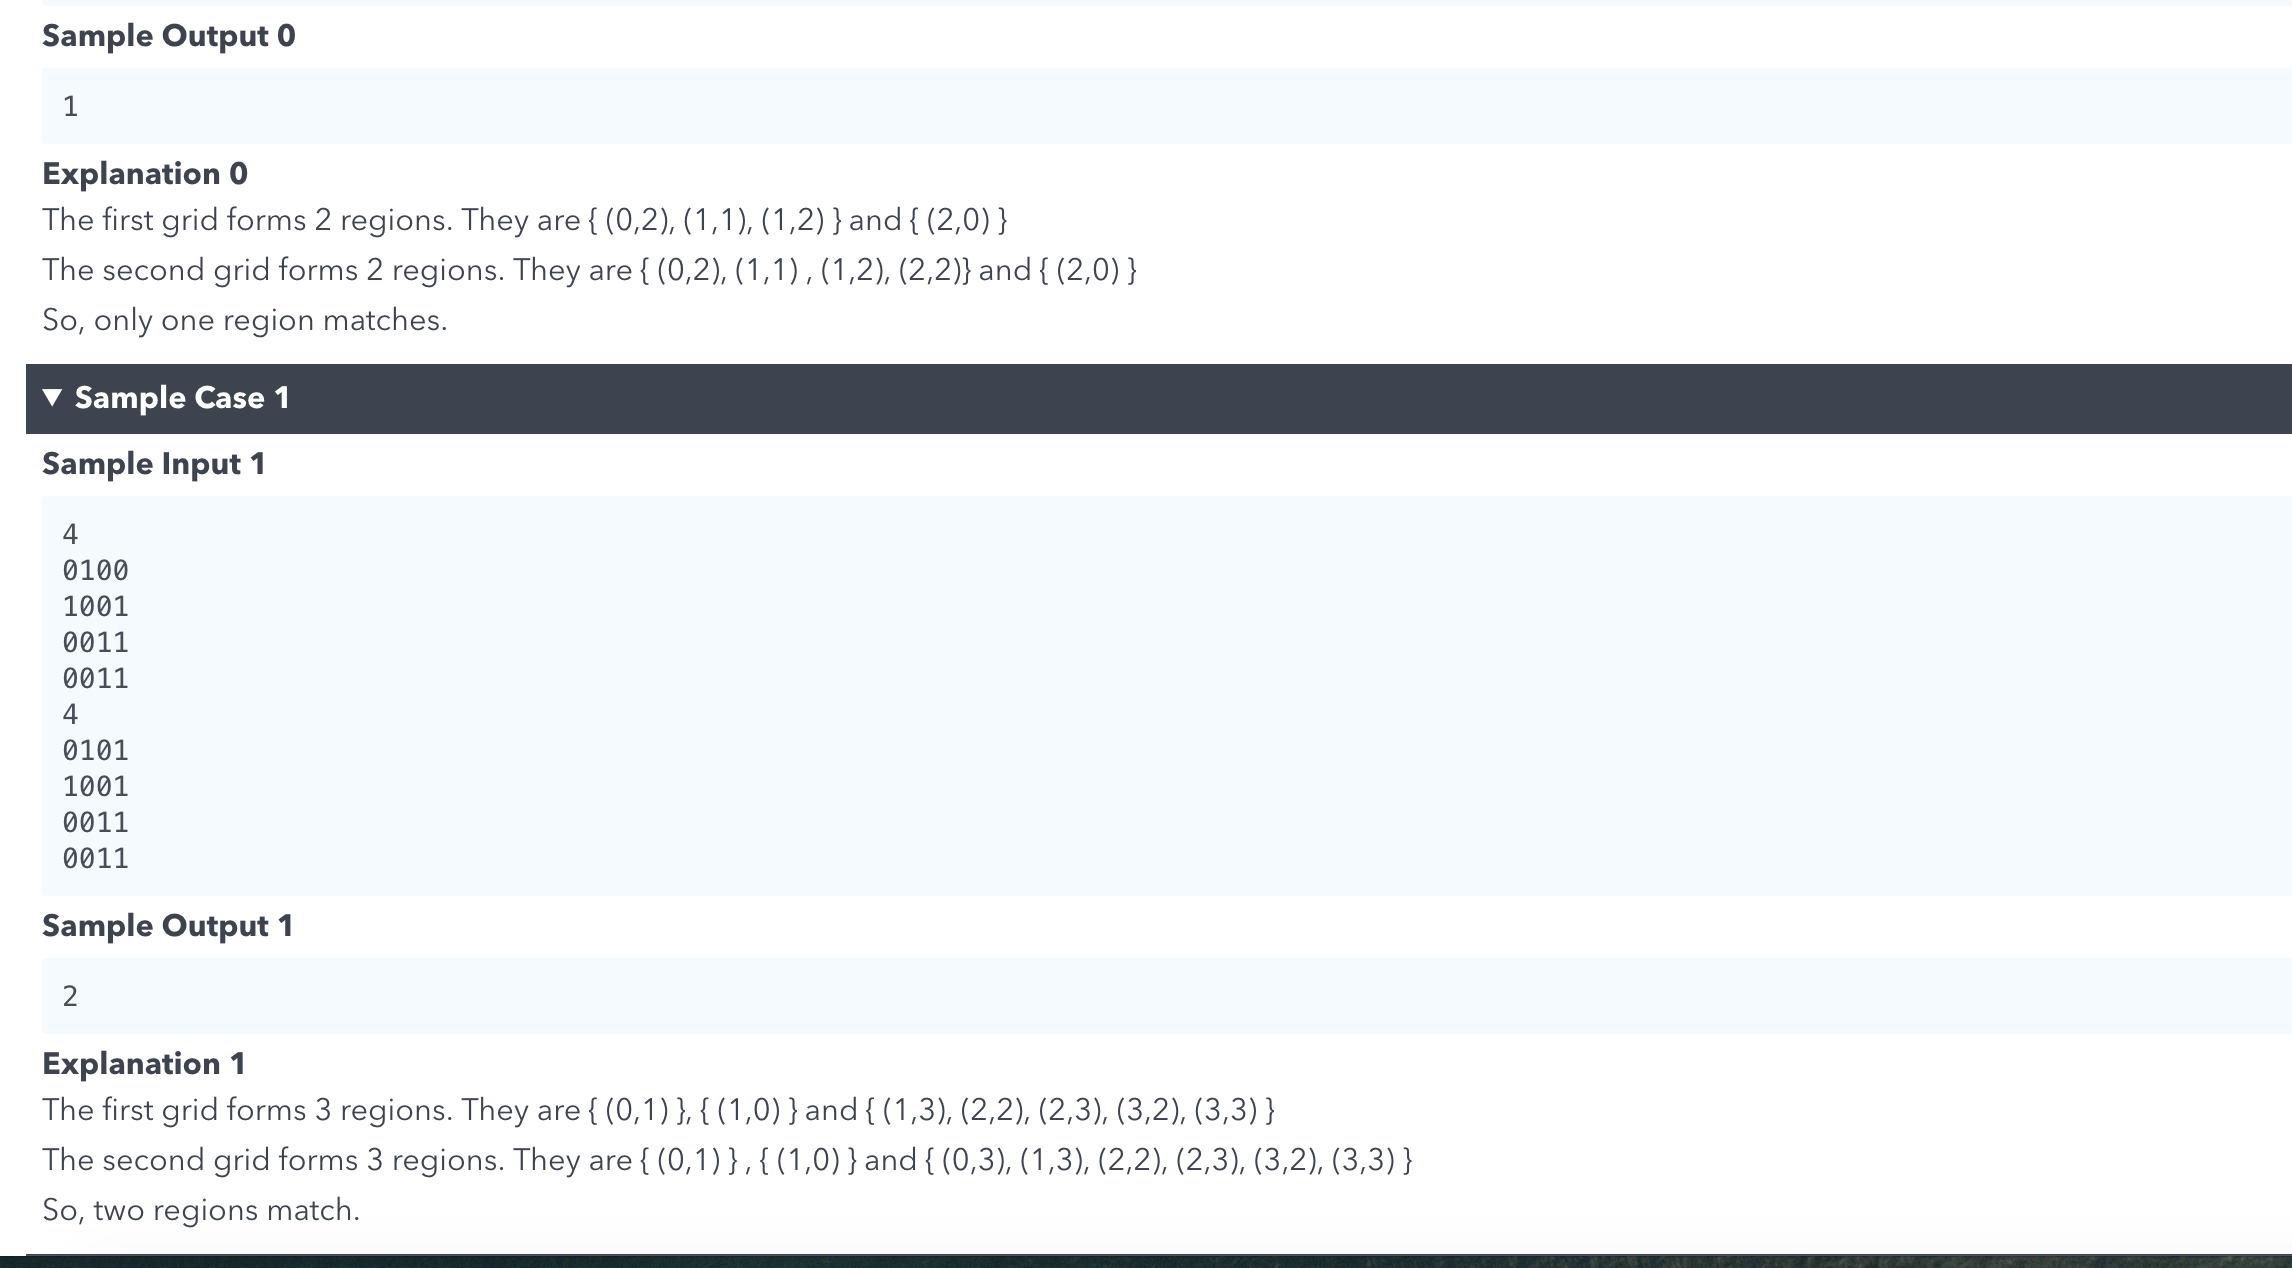 Sample Output 0
1
Explanation 0
The first grid forms 2 regions. They are { (0,2), (1,1), (1,2) } and { (2,0) }
The second grid forms 2 regions. They are { (0,2), (1,1) , (1,2), (2,2)} and { (2,0) }
So, only one region matches.
▼ Sample Case 1
Sample Input 1
4
0100
1001
0011
0011
4
0101
1001
0011
0011
Sample Output 1
2
Explanation 1
The first grid forms 3 regions. They are { (0,1) }, { (1,0) } and { (1,3), (2,2), (2,3), (3,2), (3,3) }
The second grid forms 3 regions. They are { (0,1) } , { (1,0) } and { (0,3), (1,3), (2,2), (2,3), (3,2), (3,3) }
So, two regions match.